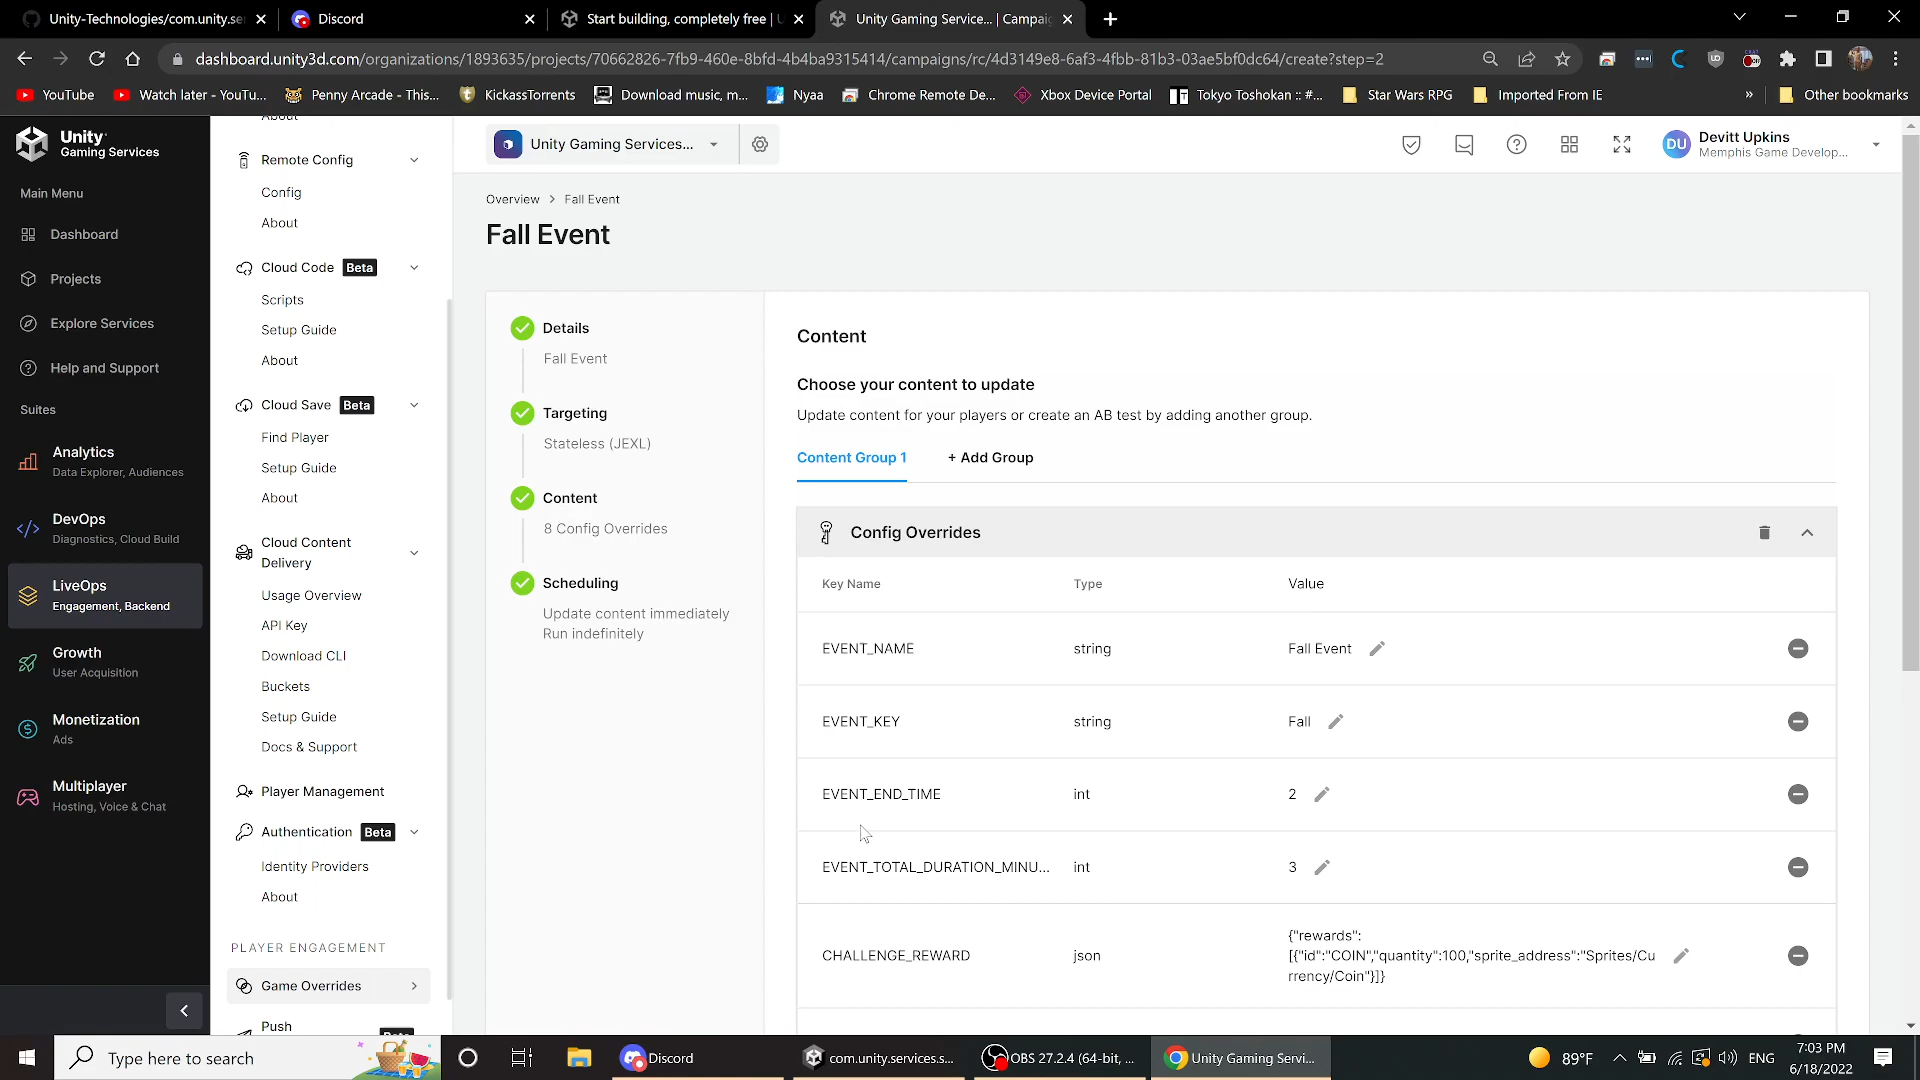 Unity-Technologies/com.unity.se
Discord
Start building, completely free |
Unity Gaming Service... | Campaig
dashboard.unity3d.com/organizations/1893635/projects/70662826-7fb9-460e-8bfd-4b4ba9315414/campaigns/rc/4d3149e8-6af3-4fbb-81b3-03ae5bf0dc64/create?step=2
YouTube
Watch later - YouTu...
Penny Arcade - This...
KickassTorrents
Download music, m...
Nyaa
Chrome Remote De...
Xbox Device Portal
Tokyo Toshokan :: #...
Star Wars RPG
Imported From IE
»
Other bookmarks
Unity
Gaming Services
Main Menu
Dashboard
Projects
Explore Services
Help and Support
Suites
Analytics
Data Explorer, Audiences
DevOps
Diagnostics, Cloud Build
LiveOps
Engagement, Backend
Growth
User Acquisition
Monetization
Ads
Multiplayer
Hosting, Voice & Chat
About
Remote Config
Config
About
Cloud Code Beta
Scripts
Setup Guide
About
Cloud Save Beta
Find Player
Setup Guide
About
Cloud Content
Delivery
Usage Overview
API Key
Download CLI
Buckets
Setup Guide
Docs & Support
Player Management
Authentication Beta
Identity Providers
About
PLAYER ENGAGEMENT
Game Overrides
Push
Beta
Unity Gaming Services...
DU
Devitt Upkins
Memphis Game Develop...
Overview > Fall Event
Fall Event
Details
Fall Event
Targeting
Stateless (JEXL)
Content
8 Config Overrides
Scheduling
Update content immediately
Run indefinitely
Content
Choose your content to update
Update content for your players or create an AB test by adding another group.
Content Group 1
+ Add Group
Config Overrides
Key Name Type Value
EVENT_NAME string Fall Event
EVENT_KEY string Fall
EVENT_END_TIME int 2
EVENT_TOTAL_DURATION_MINU... int 3
CHALLENGE_REWARD json
{"rewards":
[{"id":"COIN","quantity":100,"sprite_address":"Sprites/Cu
rrency/Coin"}]}
Type here to search
Discord
com.unity.services.s...
OBS 27.2.4 (64-bit, ...
Unity Gaming Servi...
89°F
ENG
7:03 PM
6/18/2022